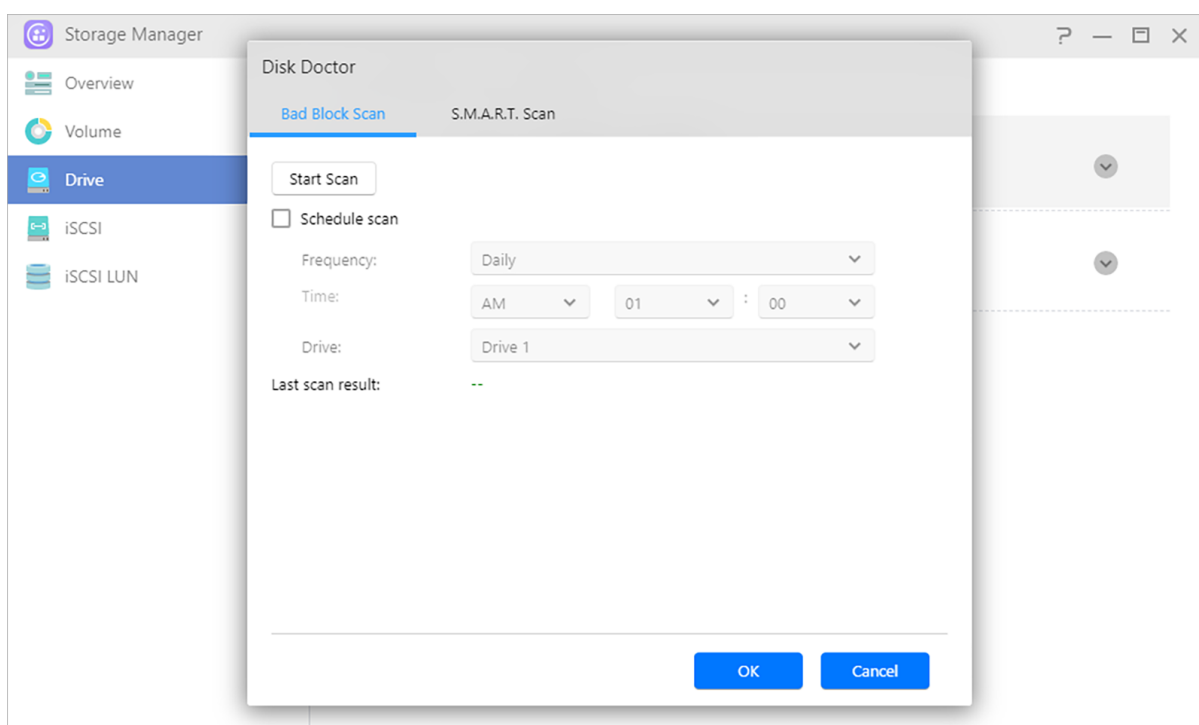 Storage Manager
Overview
Volume
Drive
iSCSI
iSCSI LUN
Disk Doctor
Bad Block Scan S.M.A.R.T. Scan
Start Scan
Schedule scan
Frequency: Daily
Time: AM 01 : 00
Drive: Drive 1
Last scan result: --
OK Cancel